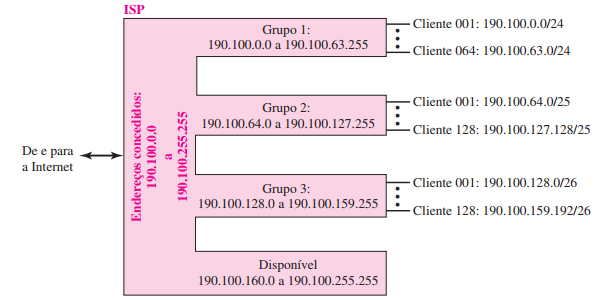 ISP
Grupo 1:
190.100.0.0 a 190.100.63.255
Cliente 001: 190.100.0.0/24
Cliente 064: 190.100.63.0/24
Endereços concedidos:
190.100.0.0
a
190.100.255.255
De e para
a Internet
Grupo 2:
190.100.64.0 a 190.100.127.255
Cliente 001: 190.100.64.0/25
Cliente 128: 190.100.127.128/25
Grupo 3:
190.100.128.0 a 190.100.159.255
Cliente 001: 190.100.128.0/26
Cliente 128: 190.100.159.192/26
Disponível
190.100.160.0 a 190.100.255.255